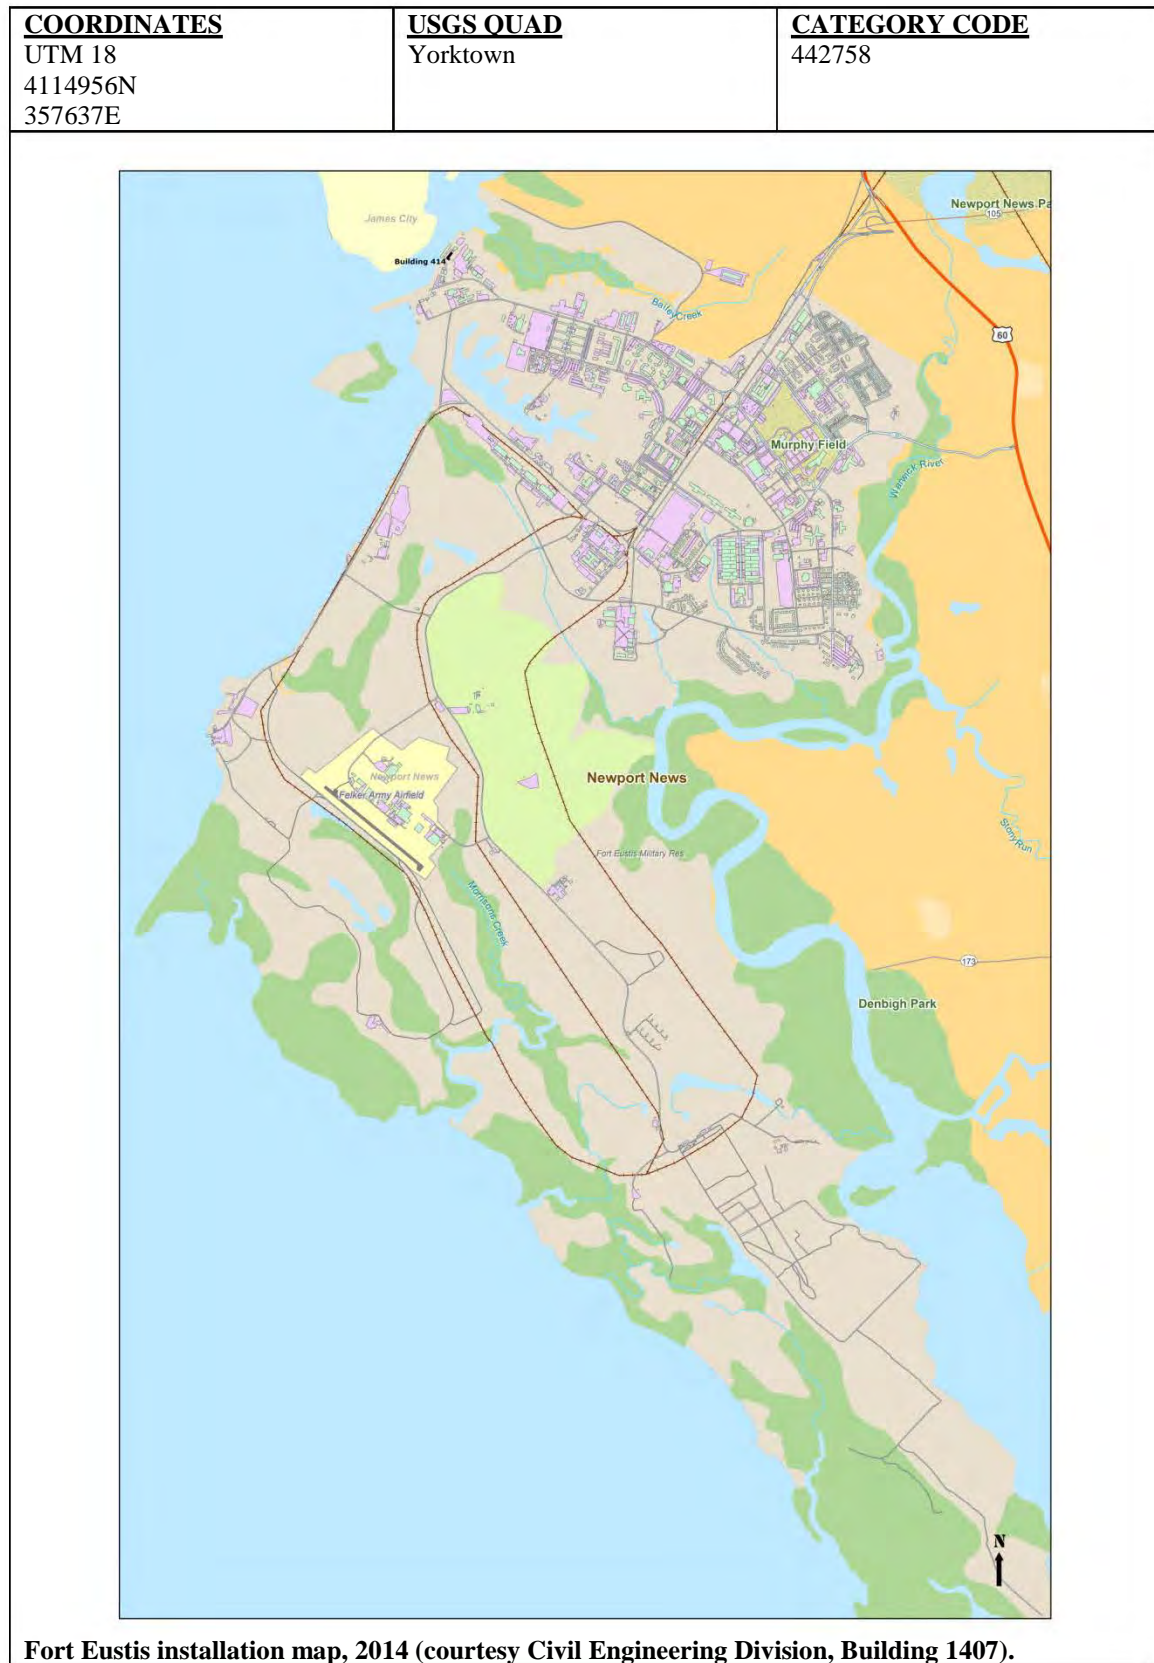 COORDINATES
UTM 18
4114956N
357637E
USGS QUAD
Yorktown
CATEGORY CODE
442758
James City
Building 414
Newport News Pa
105
Bailey Creek
60
Murphy Field
Warwick River
Newport News
Felker Army Airfield
Newport News
Fort Eustis Military Res
Stony Run
Morrisons Creek
173
Denbigh Park
N
Fort Eustis installation map, 2014 (courtesy Civil Engineering Division, Building 1407).